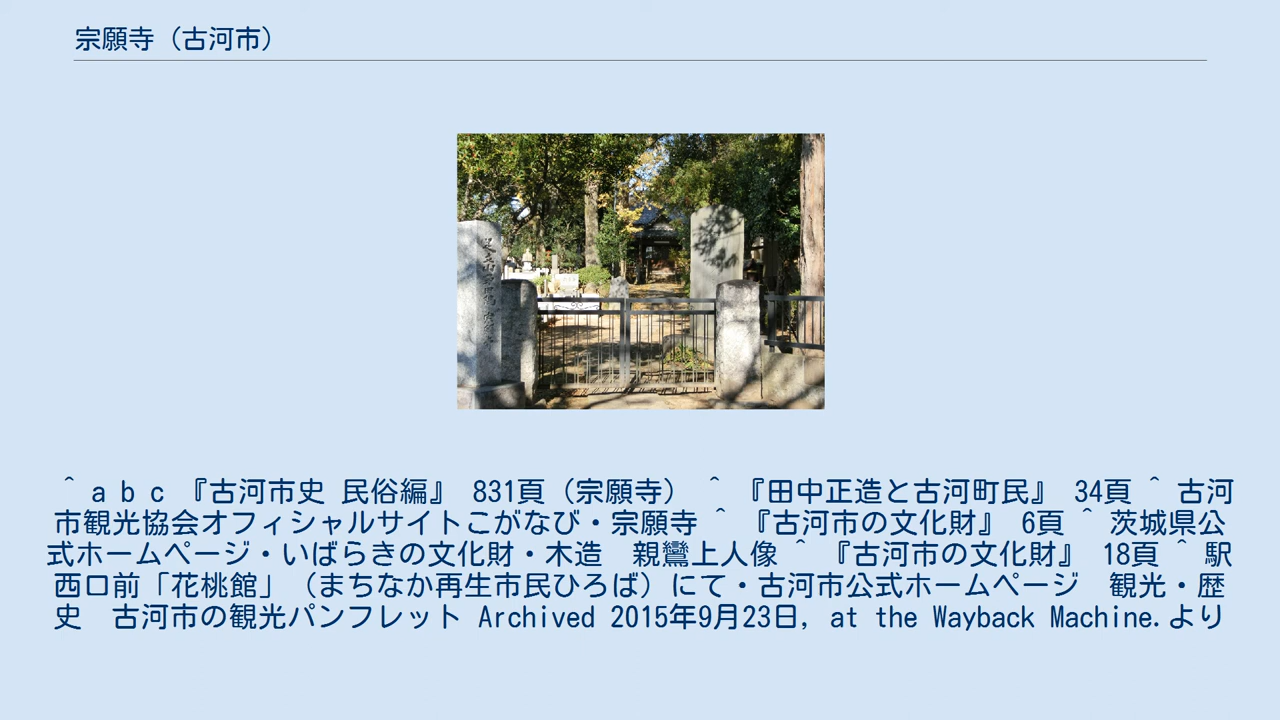 宗願寺（古河市）
^ a b c 『古河市史 民俗編』 831頁（宗願寺） ^ 『田中正造と古河町民』 34頁 ^ 古河
市観光協会オフィシャルサイトこがなび・宗願寺 ^ 『古河市の文化財』 6頁 ^ 茨城県公
式ホームページ・いばらきの文化財・木造　親鸞上人像 ^ 『古河市の文化財』 18頁 ^ 駅
西口前「花桃館」（まちなか再生市民ひろば）にて・古河市公式ホームページ　観光・歴
史　古河市の観光パンフレット Archived 2015年9月23日, at the Wayback Machine.より